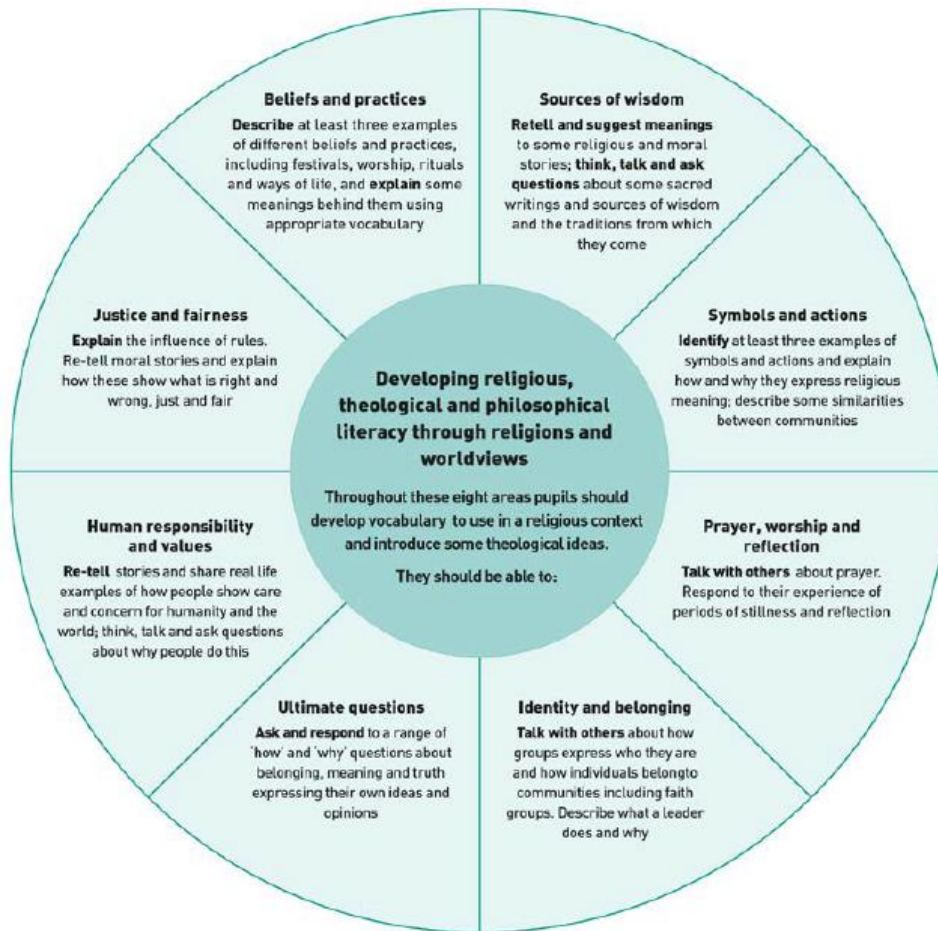 Beliefs and practices
Describe at least three examples
of different beliefs and practices,
including festivals, worship, rituals
and ways of life, and explain some
meanings behind them using
appropriate vocabulary
Sources of wisdom
Retell and suggest meanings
to some religious and moral
stories; think, talk and ask
questions about some sacred
writings and sources of wisdom
and the traditions from which
they come
Symbols and actions
Identify at least three examples of
symbols and actions and explain
how and why they express religious
meaning; describe some similarities
between communities
Prayer, worship and
reflection
Talk with others about prayer.
Respond to their experience of
periods of stillness and reflection
Identity and belonging
Talk with others about how
groups express who they are
and how individuals belongto
communities including faith
groups. Describe what a leader
does and why
Ultimate questions
Ask and respond to a range of
'how' and 'why' questions about
belonging, meaning and truth
expressing their own ideas and
opinions
Human responsibility
and values
Re-tell stories and share real life
examples of how people show care
and concern for humanity and the
world; think, talk and ask questions
about why people do this
Justice and fairness
Explain the influence of rules.
Re-tell moral stories and explain
how these show what is right and
wrong, just and fair
Developing religious,
theological and philosophical
literacy through religions and
worldviews
Throughout these eight areas pupils should
develop vocabulary to use in a religious context
and introduce some theological ideas.
They should be able to: